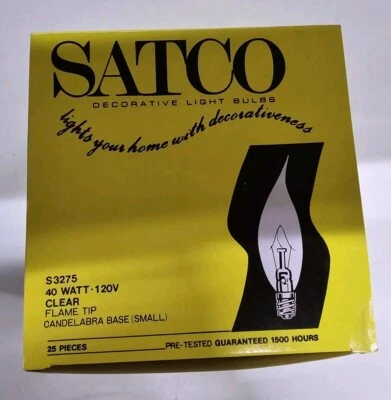 SATCO
DECORATIVE LIGHT BULBS
lights your home with decorativeness
S3275
40 WATT·120V
CLEAR
FLAME TIP
CANDELABRA BASE (SMALL)
25 PIECES
PRE-TESTED GUARANTEED 1500 HOURS